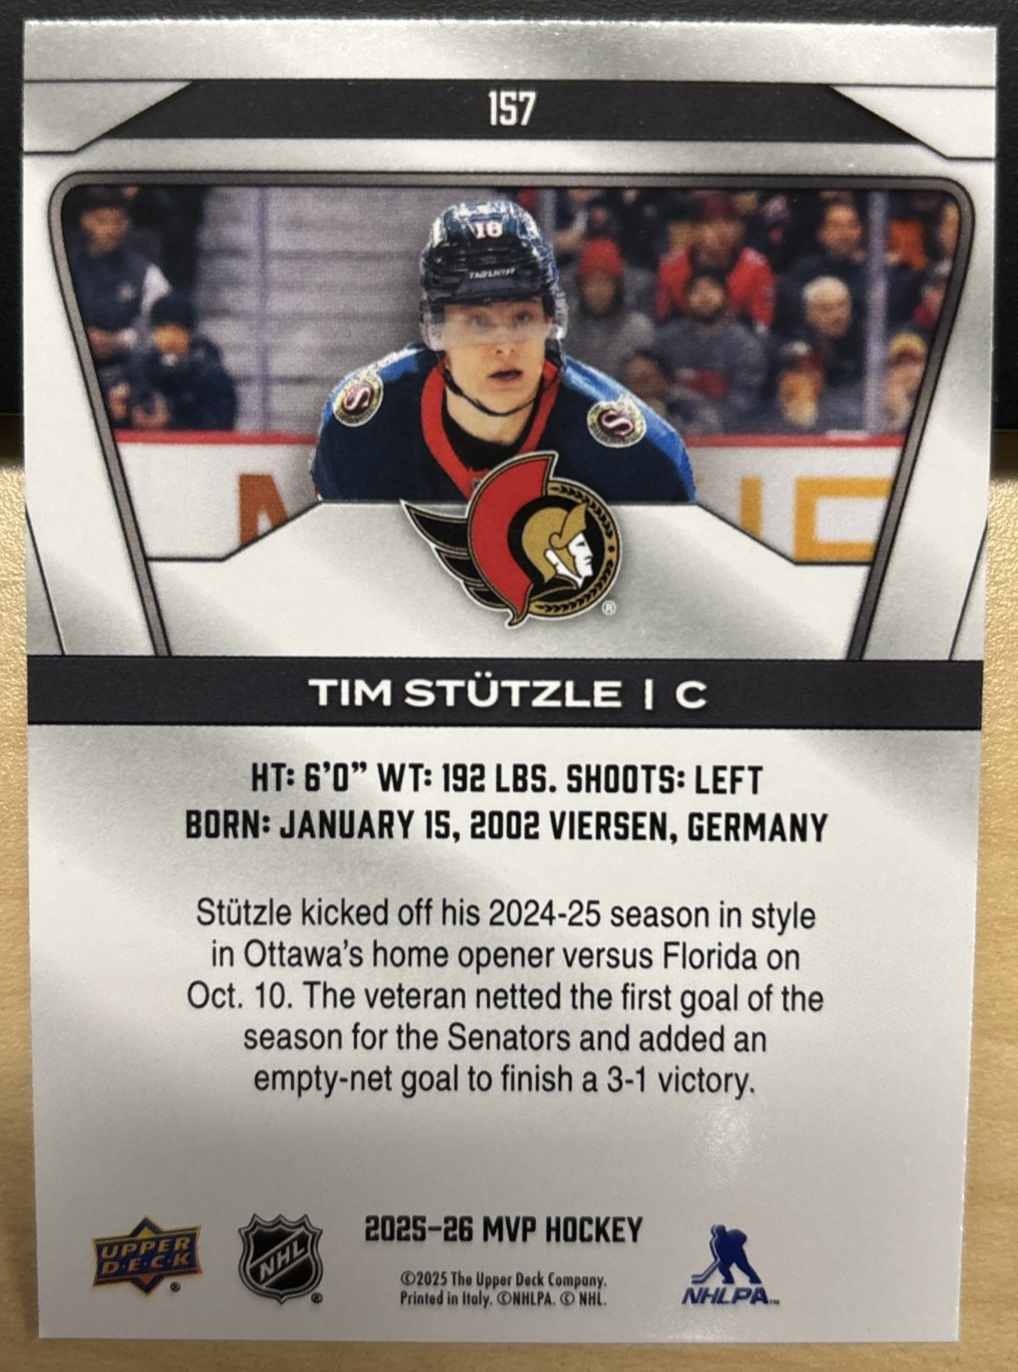 157
18
TIM STÜTZLE | C
HT: 6'0” WT: 192 LBS. SHOOTS: LEFT
BORN: JANUARY 15, 2002 VIERSEN, GERMANY
Stützle kicked off his 2024-25 season in style
in Ottawa’s home opener versus Florida on
Oct. 10. The veteran netted the first goal of the
season for the Senators and added an
empty-net goal to finish a 3-1 victory.
UPPER
D·E·C·K
®
NHL
®
2025-26 MVP HOCKEY
©2025 The Upper Deck Company.
Printed in Italy. ©NHLPA. © NHL.
NHLPA™